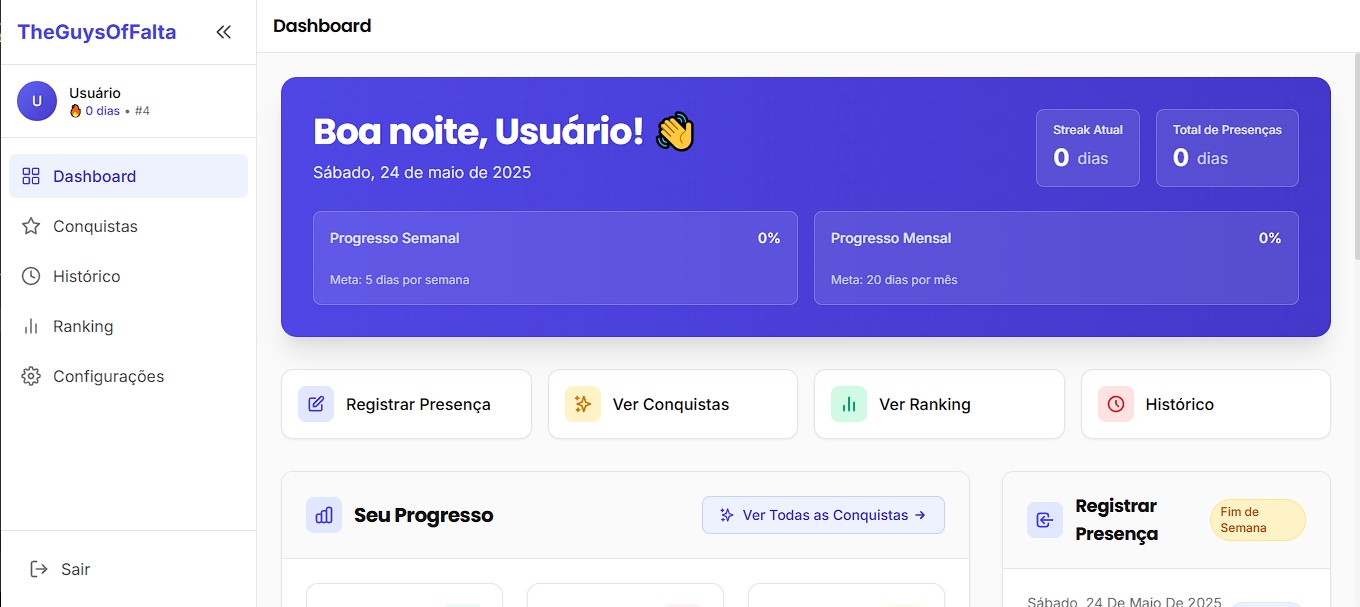 TheGuysOfFalta
Dashboard
U
Usuário
0 dias • #4
Dashboard
Conquistas
Histórico
Ranking
Configurações
Sair
Boa noite, Usuário!
Sábado, 24 de maio de 2025
Streak Atual
0 dias
Total de Presenças
0 dias
Progresso Semanal
0%
Meta: 5 dias por semana
Progresso Mensal
0%
Meta: 20 dias por mês
Registrar Presença
Ver Conquistas
Ver Ranking
Histórico
Seu Progresso
Ver Todas as Conquistas →
Registrar
Presença
Fim de
Semana
Sábado, 24 De Maio De 2025